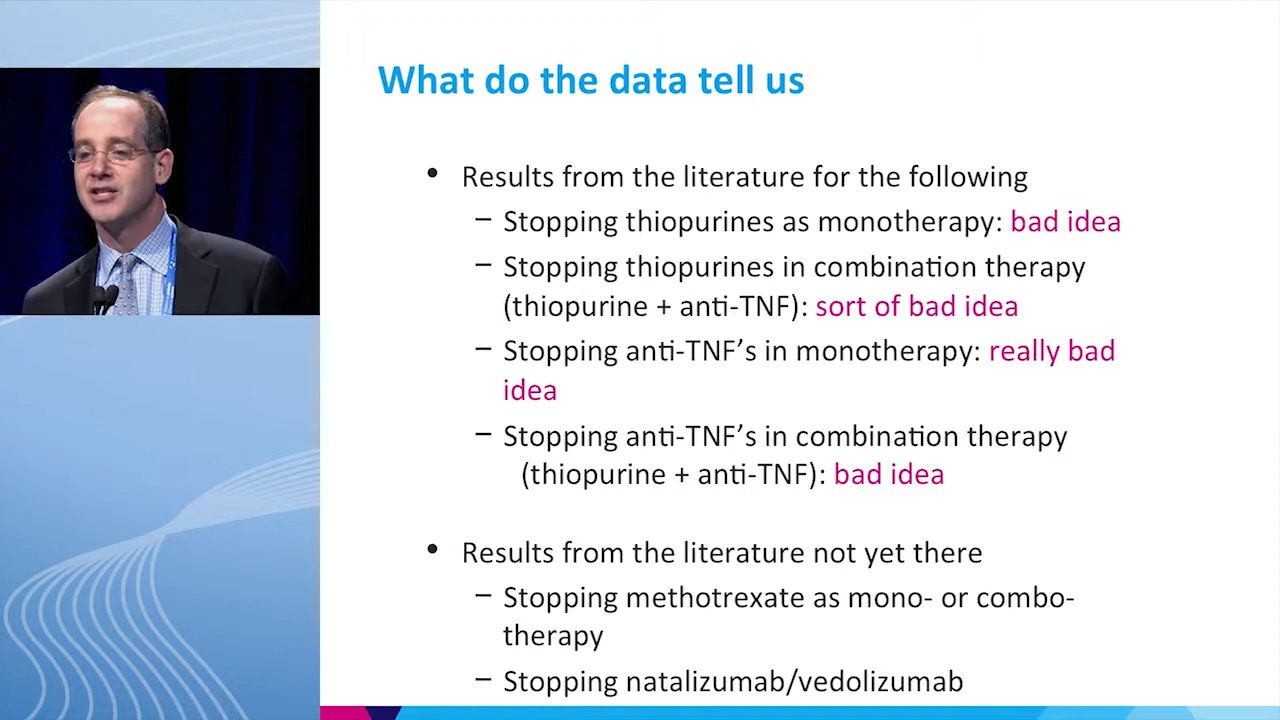 What do the data tell us
• Results from the literature for the following
– Stopping thiopurines as monotherapy: bad idea
– Stopping thiopurines in combination therapy
(thiopurine + anti-TNF): sort of bad idea
– Stopping anti-TNF’s in monotherapy: really bad
idea
– Stopping anti-TNF’s in combination therapy
(thiopurine + anti-TNF): bad idea
• Results from the literature not yet there
– Stopping methotrexate as mono- or combo-
therapy
– Stopping natalizumab/vedolizumab